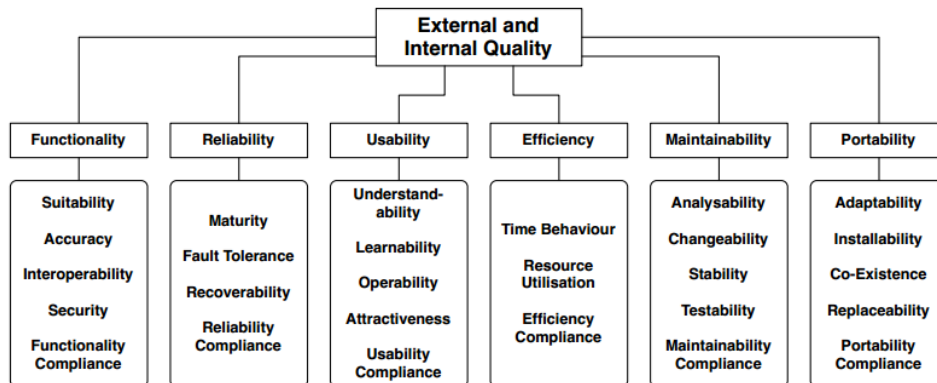 External and
Internal Quality
Functionality
Reliability
Usability
Efficiency
Maintainability
Portability
Suitability
Accuracy
Interoperability
Security
Functionality
Compliance
Maturity
Fault Tolerance
Recoverability
Reliability
Compliance
Understand-
ability
Learnability
Operability
Attractiveness
Usability
Compliance
Time Behaviour
Resource
Utilisation
Efficiency
Compliance
Analysability
Changeability
Stability
Testability
Maintainability
Compliance
Adaptability
Installability
Co-Existence
Replaceability
Portability
Compliance